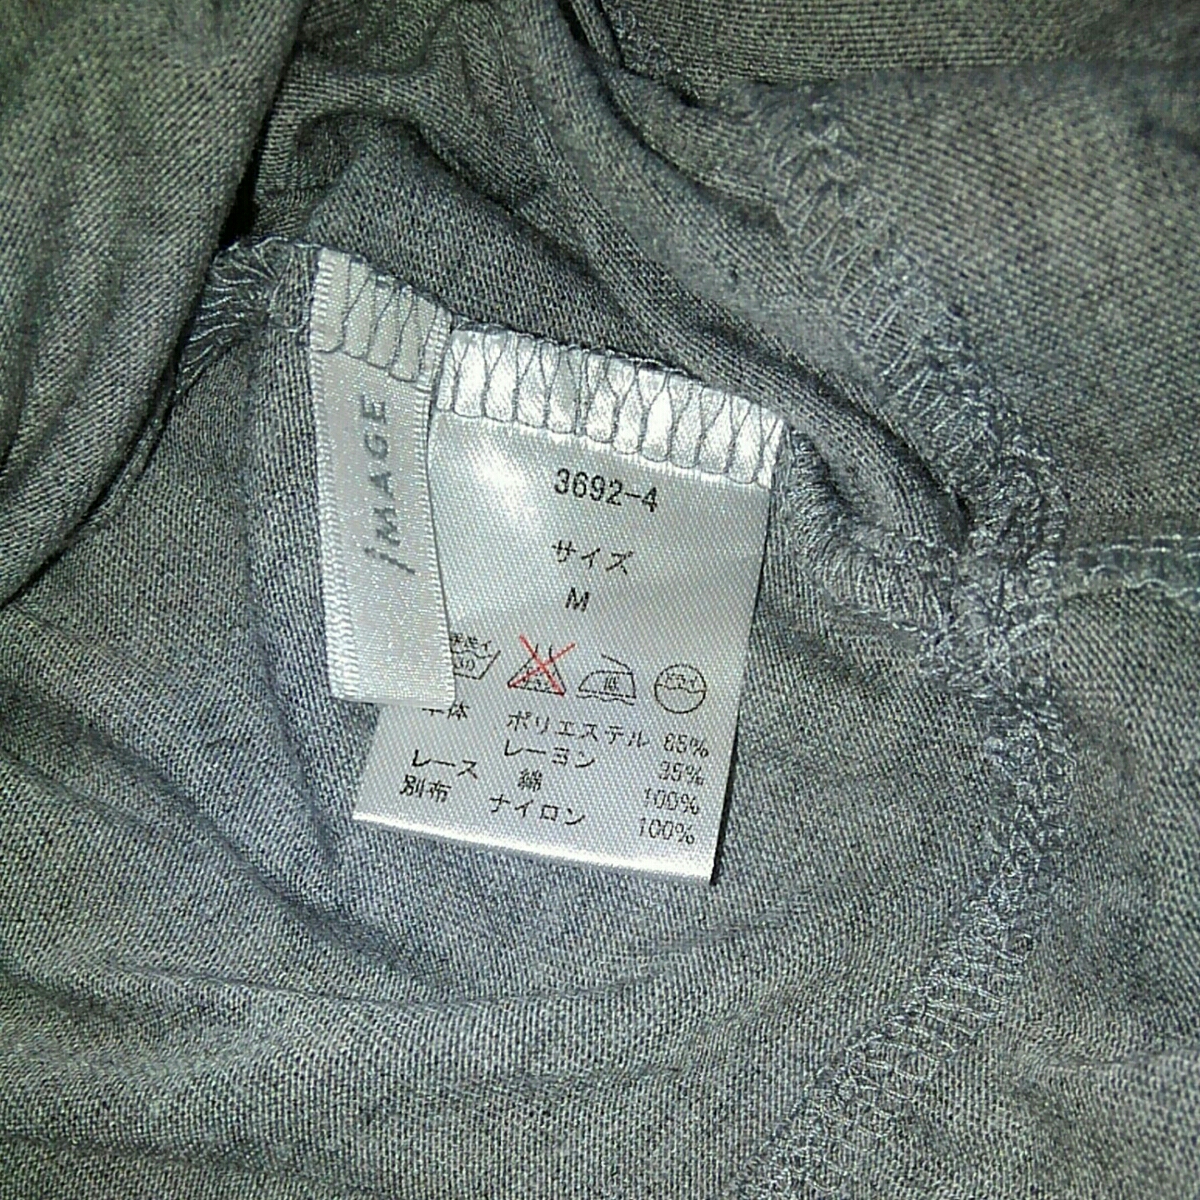 iMAGE
3692-4
サイズ
M
本体 ポリエステル 65%
レーヨン 35%
レース 綿 100%
別布 ナイロン 100%